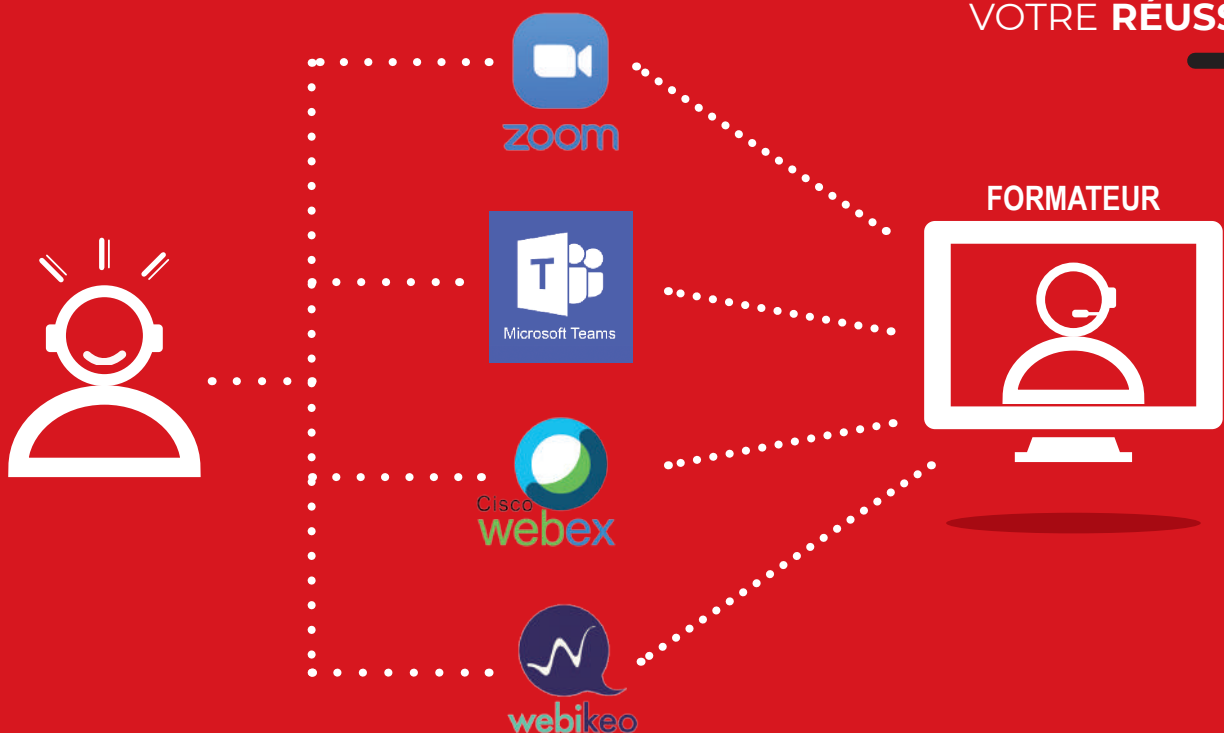 VOTRE RÉUSS
zoom
FORMATEUR
T
Microsoft Teams
Cisco
webex
webikeo